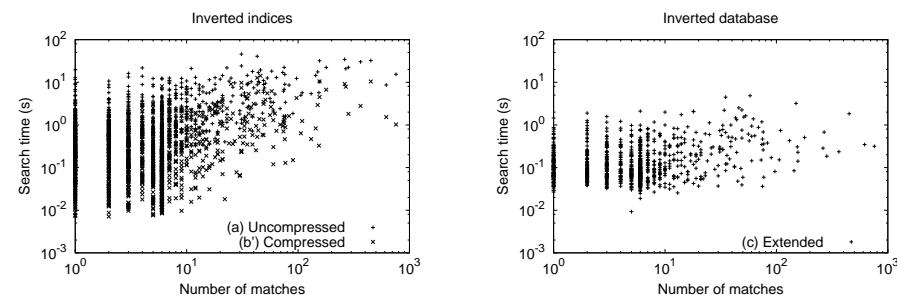 Inverted indices
10^2
10^1
10^0
10^-1
10^-2
10^-3
Search time (s)
(a) Uncompressed +
(b') Compressed ×
10^0 10^1 10^2 10^3
Number of matches
Inverted database
10^2
10^1
10^0
10^-1
10^-2
10^-3
Search time (s)
(c) Extended +
10^0 10^1 10^2 10^3
Number of matches